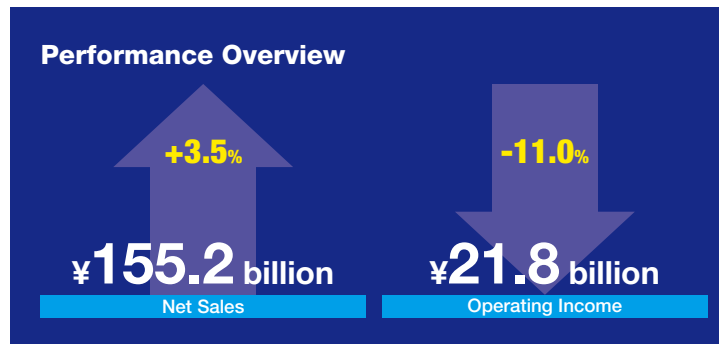 Performance Overview
+3.5%
-11.0%
¥155.2 billion
¥21.8 billion
Net Sales
Operating Income